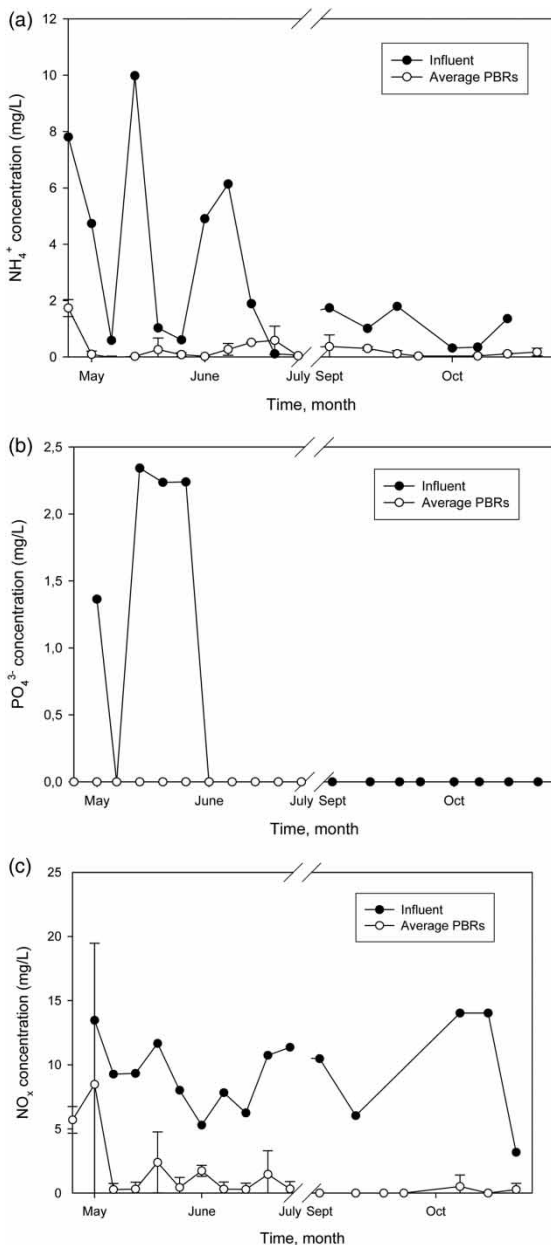 (a)
12
10
8
6
4
2
0
NH₄⁺ concentration (mg/L)
Influent
Average PBRs
May
June
July
Sept
Oct
Time, month
(b)
2,5
2,0
1,5
1,0
0,5
0,0
PO₄³⁻ concentration (mg/L)
Influent
Average PBRs
May
June
July
Sept
Oct
Time, month
(c)
25
20
15
10
5
0
NOₓ concentration (mg/L)
Influent
Average PBRs
May
June
July
Sept
Oct
Time, month